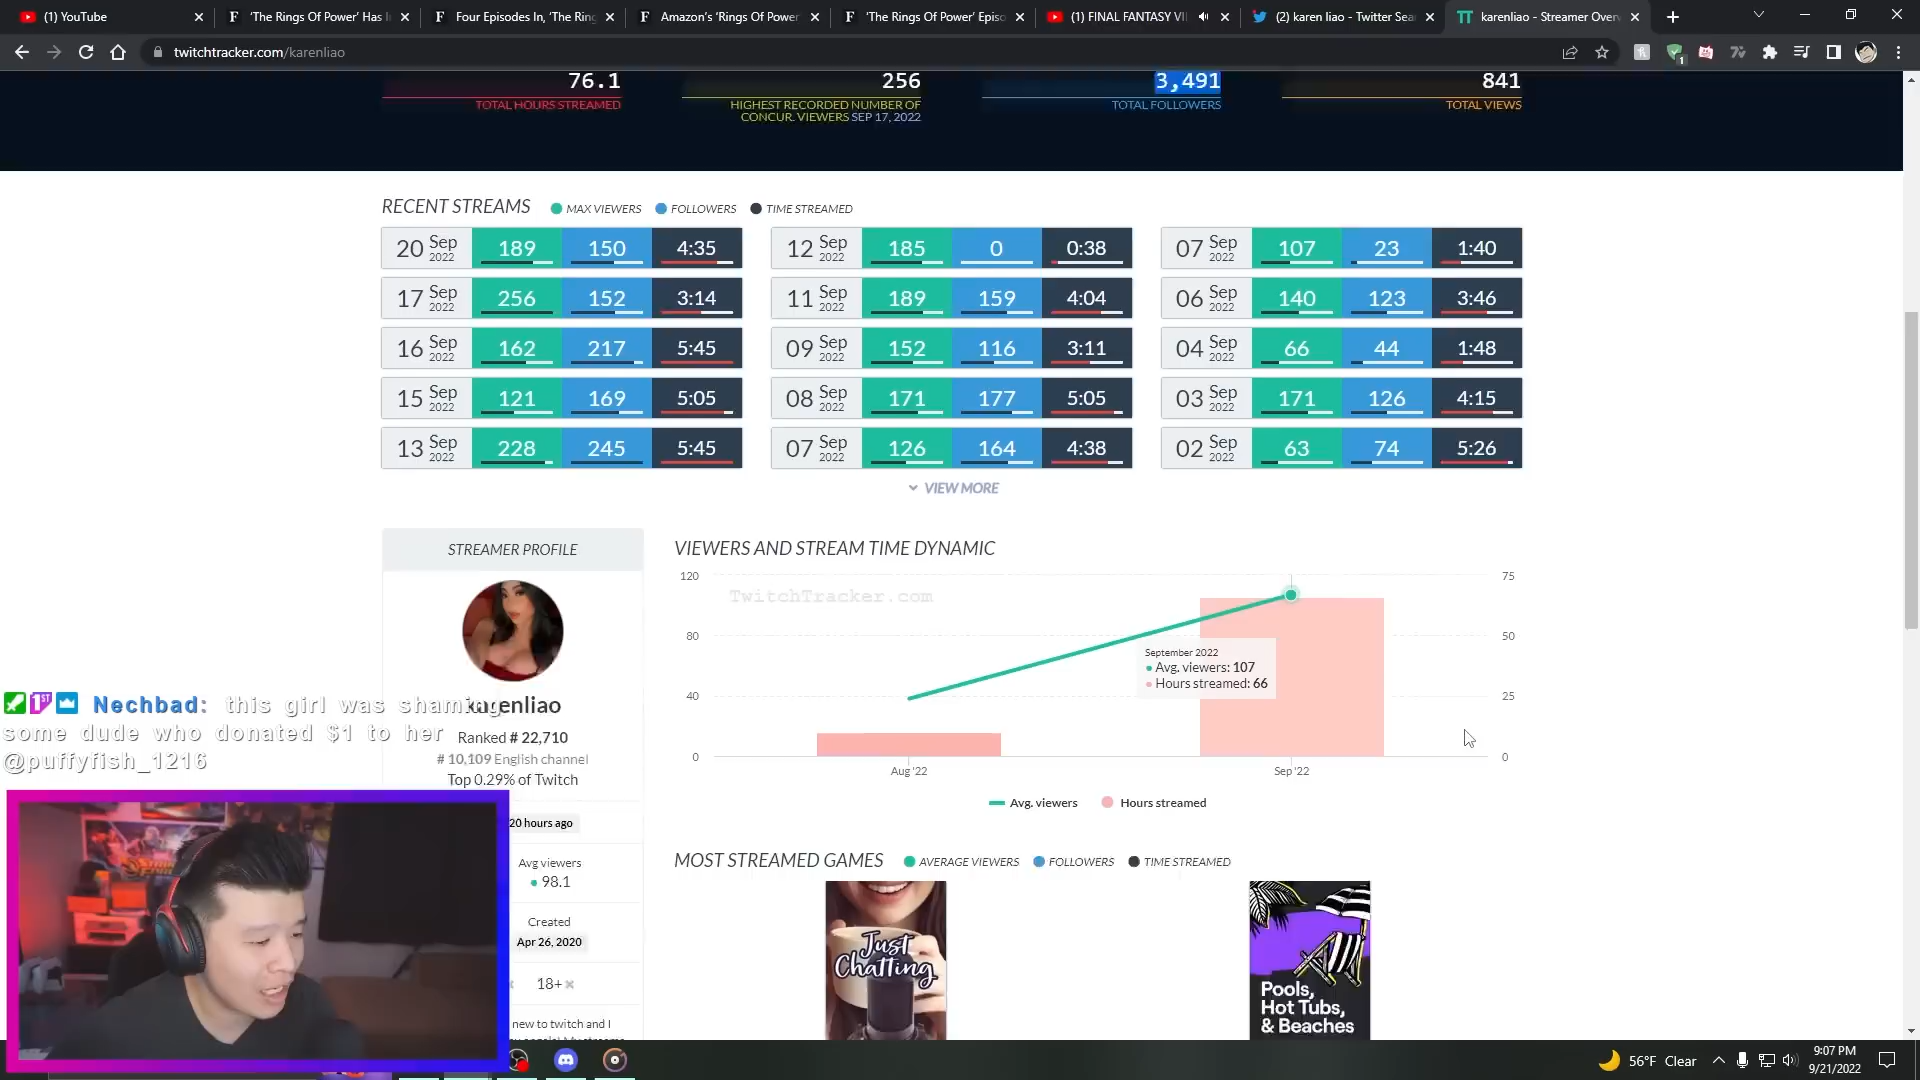 (1) YouTube
'The Rings Of Power' Has I
Four Episodes In, 'The Ring
Amazon's 'Rings Of Power
'The Rings Of Power' Episo
(1) FINAL FANTASY VII
(2) karen liao - Twitter Sea
karenliao - Streamer Over
twitchtracker.com/karenliao
76.1
TOTAL HOURS STREAMED
256
HIGHEST RECORDED NUMBER OF
CONCUR. VIEWERS SEP 17, 2022
3,491
TOTAL FOLLOWERS
841
TOTAL VIEWS
RECENT STREAMS
MAX VIEWERS
FOLLOWERS
TIME STREAMED
20 Sep 2022 189 150 4:35
12 Sep 2022 185 0 0:38
07 Sep 2022 107 23 1:40
17 Sep 2022 256 152 3:14
11 Sep 2022 189 159 4:04
06 Sep 2022 140 123 3:46
16 Sep 2022 162 217 5:45
09 Sep 2022 152 116 3:11
04 Sep 2022 66 44 1:48
15 Sep 2022 121 169 5:05
08 Sep 2022 171 177 5:05
03 Sep 2022 171 126 4:15
13 Sep 2022 228 245 5:45
07 Sep 2022 126 164 4:38
02 Sep 2022 63 74 5:26
VIEW MORE
STREAMER PROFILE
karenliao
Ranked # 22,710
# 10,109 English channel
Top 0.29% of Twitch
20 hours ago
Avg viewers
98.1
Created
Apr 26, 2020
18+
new to twitch and I
Nechbad: this girl was shaming
some dude who donated $1 to her
@puffyfish_1216
VIEWERS AND STREAM TIME DYNAMIC
TwitchTracker.com
120
80
40
0
75
50
25
0
September 2022
Avg. viewers: 107
Hours streamed: 66
Aug '22
Sep '22
Avg. viewers
Hours streamed
MOST STREAMED GAMES
AVERAGE VIEWERS
FOLLOWERS
TIME STREAMED
Just
Chatting
Pools,
Hot Tubs,
& Beaches
56°F Clear
9:07 PM
9/21/2022